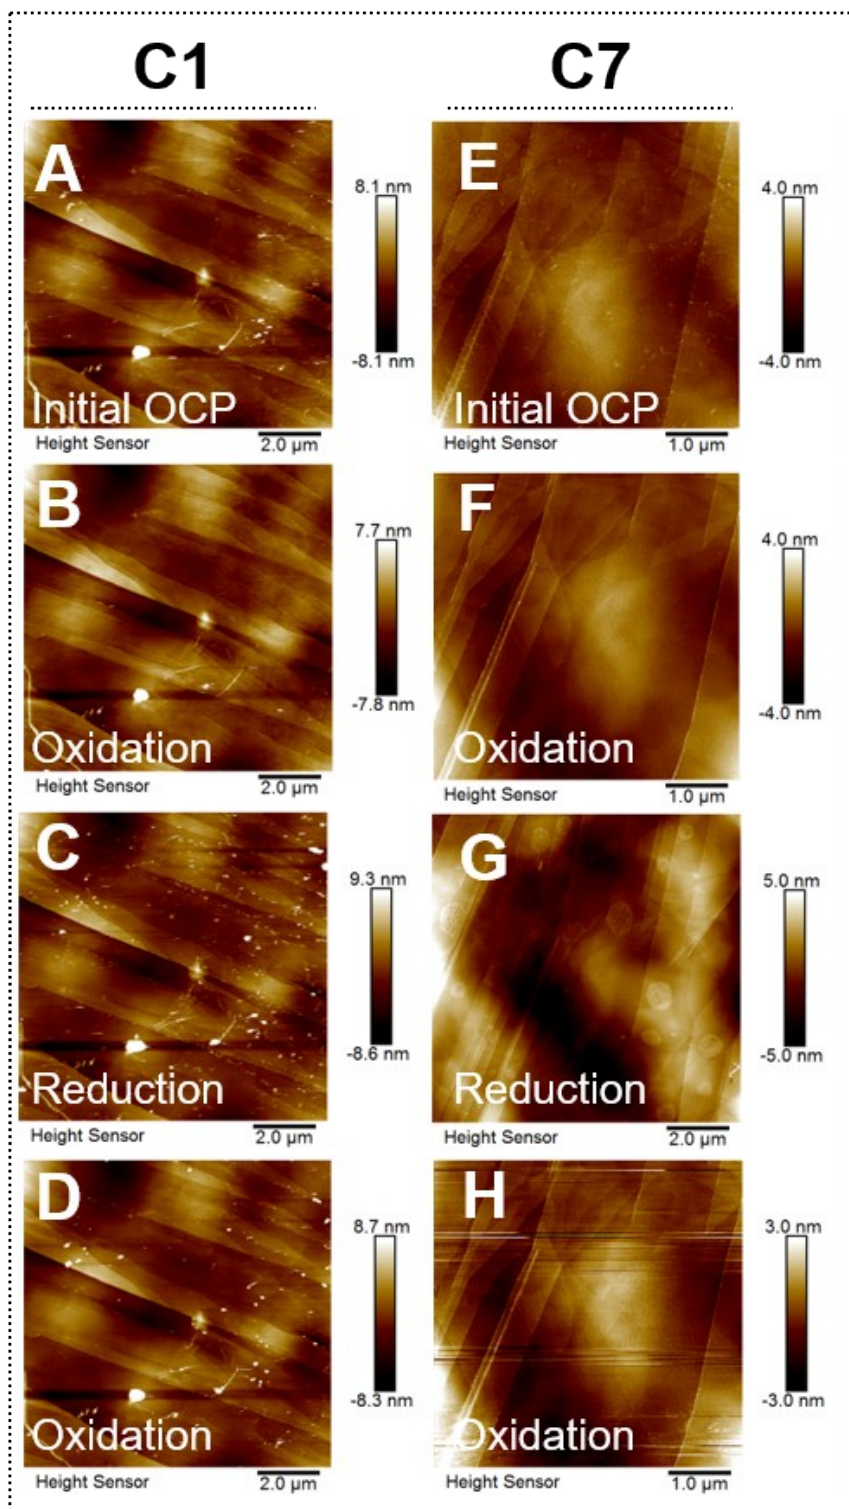 C1
C7
A
8.1 nm
-8.1 nm
Initial OCP
Height Sensor
2.0 µm
E
4.0 nm
-4.0 nm
Initial OCP
Height Sensor
1.0 µm
B
7.7 nm
-7.8 nm
Oxidation
Height Sensor
2.0 µm
F
4.0 nm
-4.0 nm
Oxidation
Height Sensor
1.0 µm
C
9.3 nm
-8.6 nm
Reduction
Height Sensor
2.0 µm
G
5.0 nm
-5.0 nm
Reduction
Height Sensor
2.0 µm
D
8.7 nm
-8.3 nm
Oxidation
Height Sensor
2.0 µm
H
3.0 nm
-3.0 nm
Oxidation
Height Sensor
1.0 µm